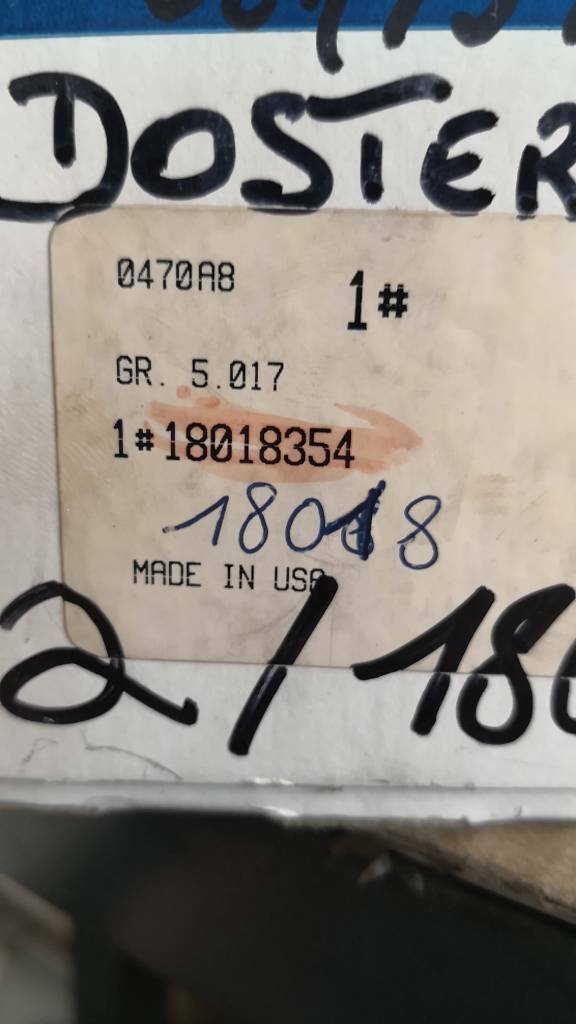 DOSTER
0470A8
1#
GR. 5.017
1#18018354
18018
MADE IN USA
2/18